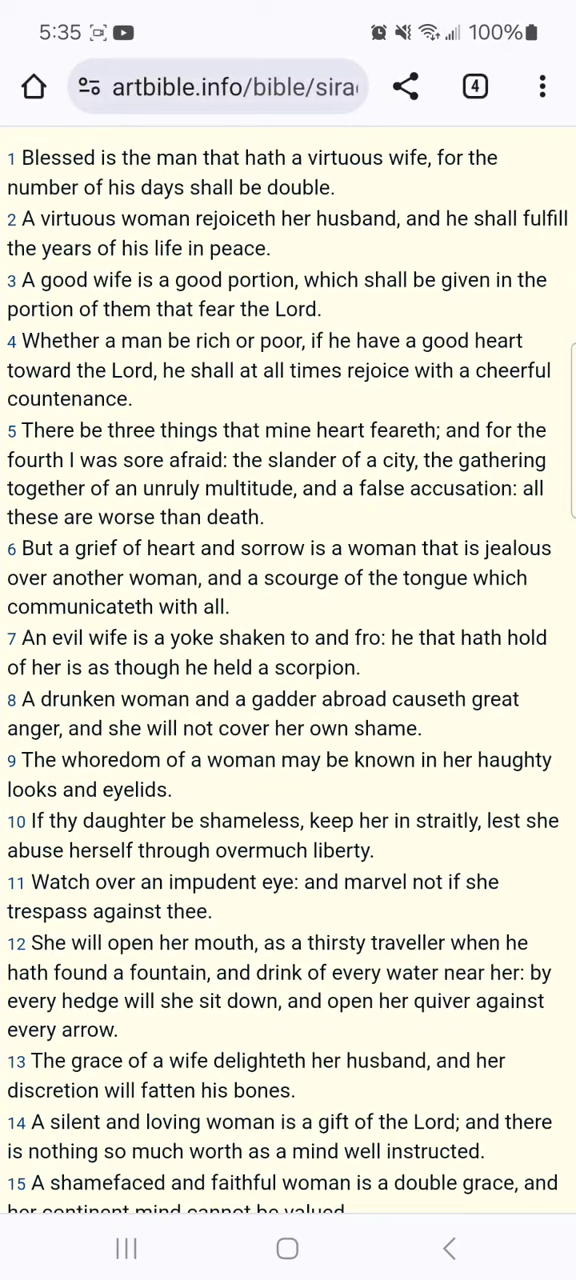 5:35 100%
artbible.info/bible/sira 4
1 Blessed is the man that hath a virtuous wife, for the
number of his days shall be double.
2 A virtuous woman rejoiceth her husband, and he shall fulfill
the years of his life in peace.
3 A good wife is a good portion, which shall be given in the
portion of them that fear the Lord.
4 Whether a man be rich or poor, if he have a good heart
toward the Lord, he shall at all times rejoice with a cheerful
countenance.
5 There be three things that mine heart feareth; and for the
fourth I was sore afraid: the slander of a city, the gathering
together of an unruly multitude, and a false accusation: all
these are worse than death.
6 But a grief of heart and sorrow is a woman that is jealous
over another woman, and a scourge of the tongue which
communicateth with all.
7 An evil wife is a yoke shaken to and fro: he that hath hold
of her is as though he held a scorpion.
8 A drunken woman and a gadder abroad causeth great
anger, and she will not cover her own shame.
9 The whoredom of a woman may be known in her haughty
looks and eyelids.
10 If thy daughter be shameless, keep her in straitly, lest she
abuse herself through overmuch liberty.
11 Watch over an impudent eye: and marvel not if she
trespass against thee.
12 She will open her mouth, as a thirsty traveller when he
hath found a fountain, and drink of every water near her: by
every hedge will she sit down, and open her quiver against
every arrow.
13 The grace of a wife delighteth her husband, and her
discretion will fatten his bones.
14 A silent and loving woman is a gift of the Lord; and there
is nothing so much worth as a mind well instructed.
15 A shamefaced and faithful woman is a double grace, and
her continent mind cannot be valued